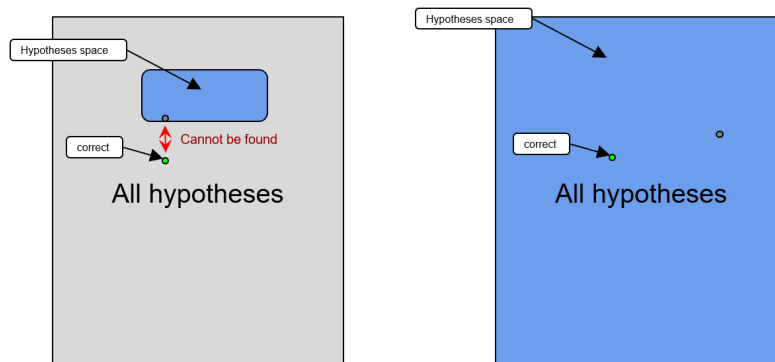 Hypotheses space
Cannot be found
correct
All hypotheses
Hypotheses space
correct
All hypotheses